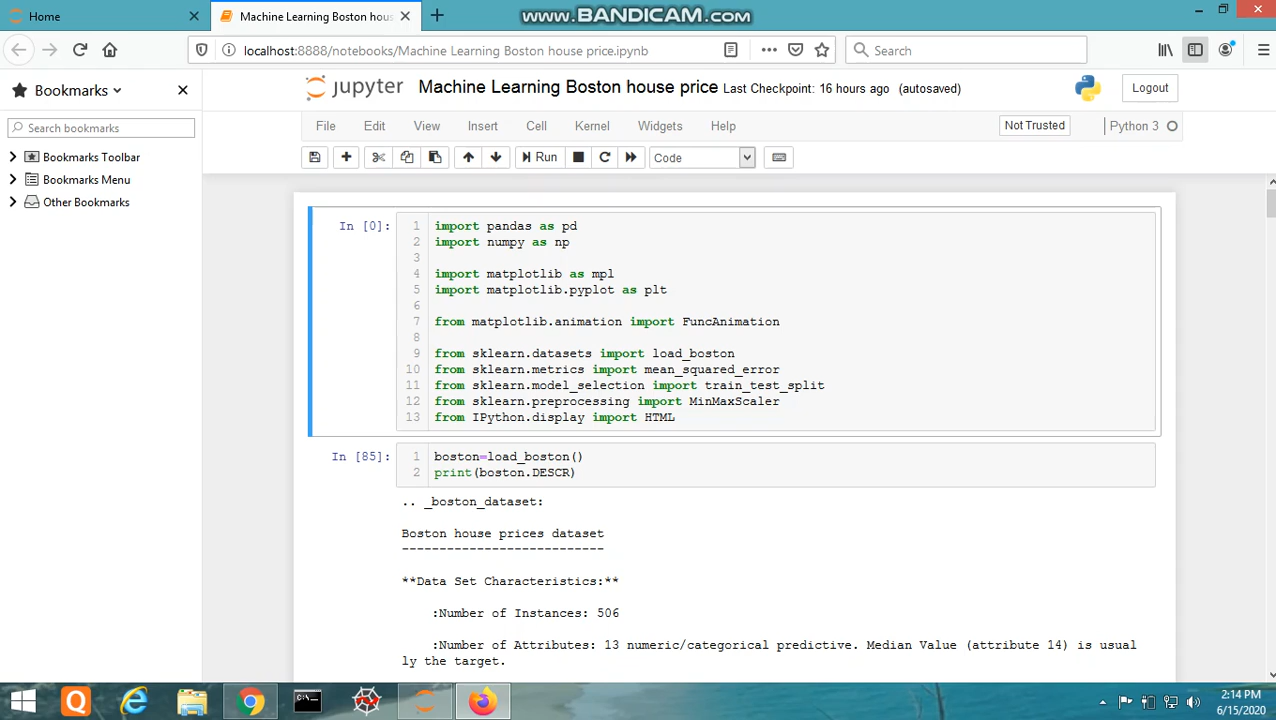 Home
Machine Learning Boston hous
www.BANDICAM.com
localhost:8888/notebooks/Machine Learning Boston house price.ipynb
Search
Bookmarks
Search bookmarks
Bookmarks Toolbar
Bookmarks Menu
Other Bookmarks
jupyter Machine Learning Boston house price Last Checkpoint: 16 hours ago (autosaved)
Logout
File Edit View Insert Cell Kernel Widgets Help
Not Trusted
Python 3
Run
Code
In [0]:
1 import pandas as pd
2 import numpy as np
3
4 import matplotlib as mpl
5 import matplotlib.pyplot as plt
6
7 from matplotlib.animation import FuncAnimation
8
9 from sklearn.datasets import load_boston
10 from sklearn.metrics import mean_squared_error
11 from sklearn.model_selection import train_test_split
12 from sklearn.preprocessing import MinMaxScaler
13 from IPython.display import HTML
In [85]:
1 boston=load_boston()
2 print(boston.DESCR)
.. _boston_dataset:
Boston house prices dataset
---------------------------
**Data Set Characteristics:**
:Number of Instances: 506
:Number of Attributes: 13 numeric/categorical predictive. Median Value (attribute 14) is usual
ly the target.
2:14 PM
6/15/2020